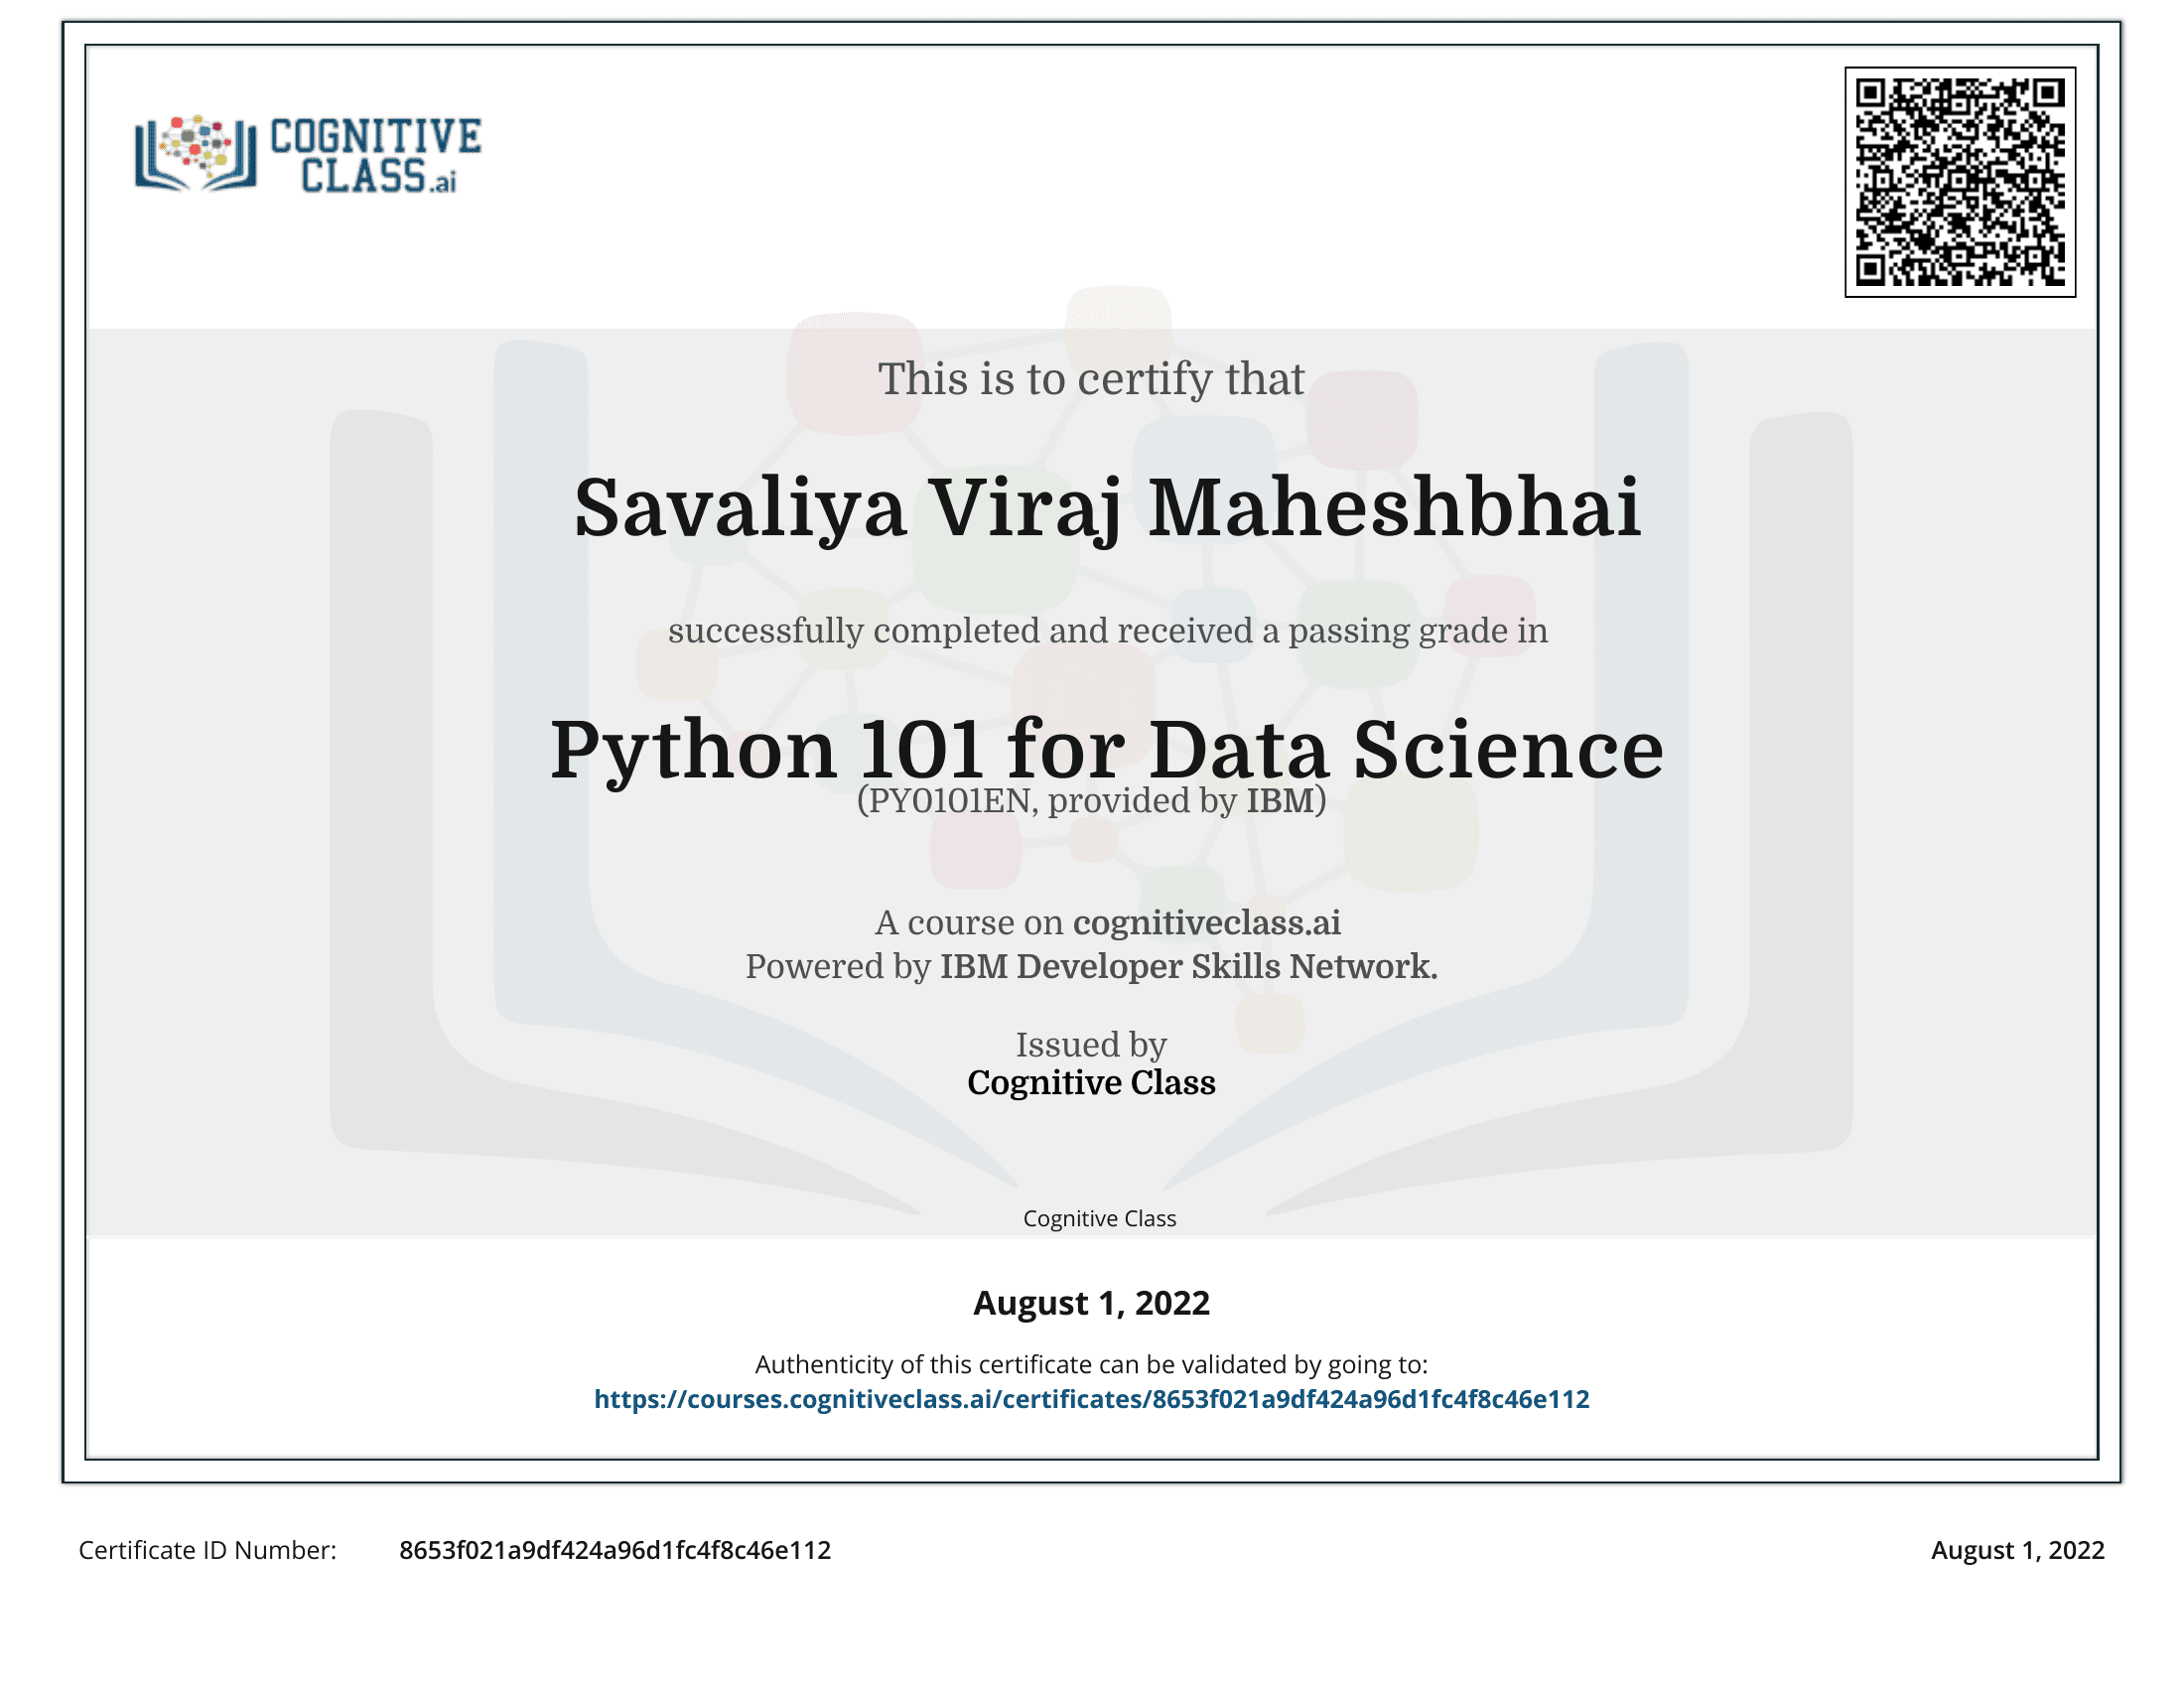 COGNITIVE
CLASS.ai
This is to certify that
Savaliya Viraj Maheshbhai
successfully completed and received a passing grade in
Python 101 for Data Science
(PY0101EN, provided by IBM)
A course on cognitiveclass.ai
Powered by IBM Developer Skills Network.
Issued by
Cognitive Class
Cognitive Class
August 1, 2022
Authenticity of this certificate can be validated by going to:
https://courses.cognitiveclass.ai/certificates/8653f021a9df424a96d1fc4f8c46e112
Certificate ID Number: 8653f021a9df424a96d1fc4f8c46e112 August 1, 2022